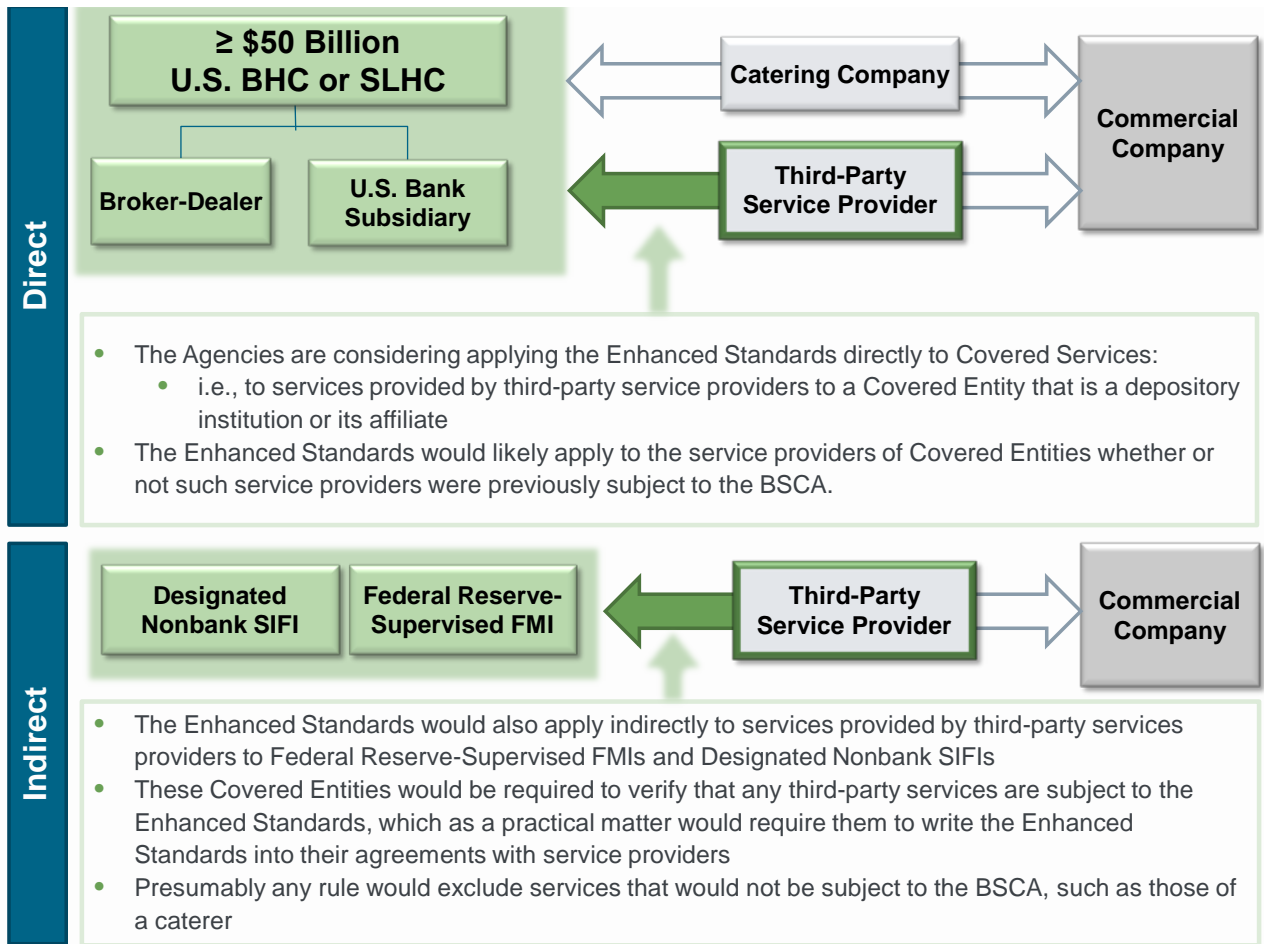 Direct
≥ $50 Billion
U.S. BHC or SLHC
Broker-Dealer
U.S. Bank
Subsidiary
Catering Company
Third-Party
Service Provider
Commercial
Company
• The Agencies are considering applying the Enhanced Standards directly to Covered Services:
• i.e., to services provided by third-party service providers to a Covered Entity that is a depository
institution or its affiliate
• The Enhanced Standards would likely apply to the service providers of Covered Entities whether or
not such service providers were previously subject to the BSCA.
Indirect
Designated
Nonbank SIFI
Federal Reserve-
Supervised FMI
Third-Party
Service Provider
Commercial
Company
• The Enhanced Standards would also apply indirectly to services provided by third-party services
providers to Federal Reserve-Supervised FMIs and Designated Nonbank SIFIs
• These Covered Entities would be required to verify that any third-party services are subject to the
Enhanced Standards, which as a practical matter would require them to write the Enhanced
Standards into their agreements with service providers
• Presumably any rule would exclude services that would not be subject to the BSCA, such as those of
a caterer